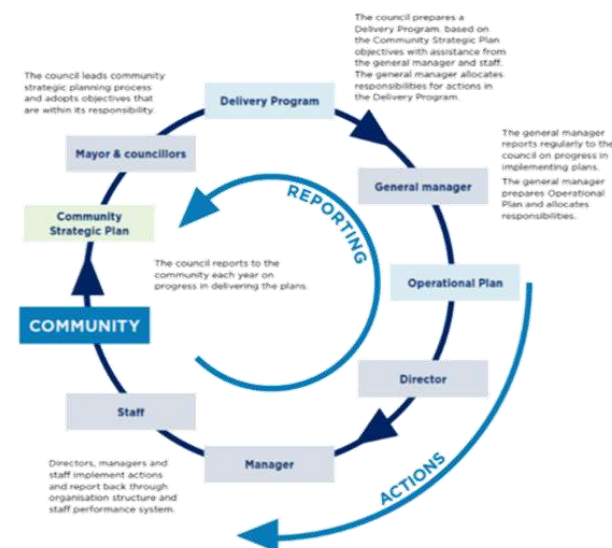 The council prepares a
Delivery Program, based on
the Community Strategic Plan
objectives with assistance from
the general manager and staff.
The general manager allocates
responsibilities for actions in
the Delivery Program.
The council leads community
strategic planning process
and adopts objectives that
are within its responsibility.
Delivery Program
Mayor & councillors
The general manager
reports regularly to the
council on progress in
implementing plans.
The general manager
prepares Operational
Plan and allocates
responsibilities.
General manager
REPORTING
Community
Strategic Plan
The council reports to the
community each year on
progress in delivering the plans.
Operational Plan
COMMUNITY
Director
Staff
Manager
ACTIONS
Directors, managers and
staff implement actions
and report back through
organisation structure and
staff performance system.